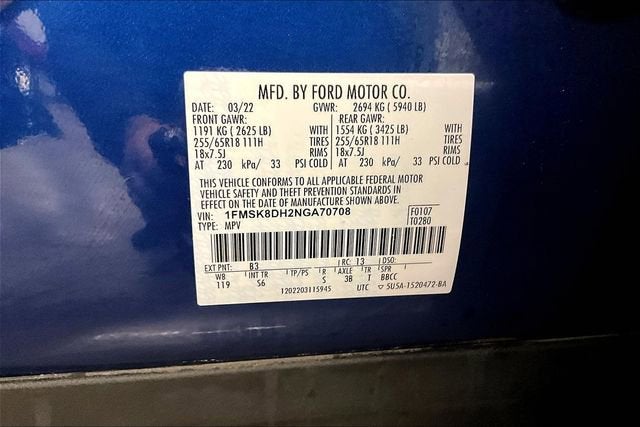 MFD. BY FORD MOTOR CO.
DATE: 03/22 GVWR: 2694 KG ( 5940 LB)
FRONT GAWR: REAR GAWR:
1191 KG ( 2625 LB) WITH 1554 KG ( 3425 LB) WITH
255/65R18 111H TIRES 255/65R18 111H TIRES
18x7.5J RIMS 18x7.5J RIMS
AT 230 kPa/ 33 PSI COLD AT 230 kPa/ 33 PSI COLD
THIS VEHICLE CONFORMS TO ALL APPLICABLE FEDERAL MOTOR
VEHICLE SAFETY AND THEFT PREVENTION STANDARDS IN
EFFECT ON THE DATE OF MANUFACTURE SHOWN ABOVE.
VIN: 1FMSK8DH2NGA70708 F0107
TYPE: MPV T0280
EXT PNT: B3 RC: 13 DSO:
WB INT TR TP/PS R AXLE TR SPR
119 S6 S 3B T BBCC
1202203115945 UTC ▽ 5U5A-1520472-BA